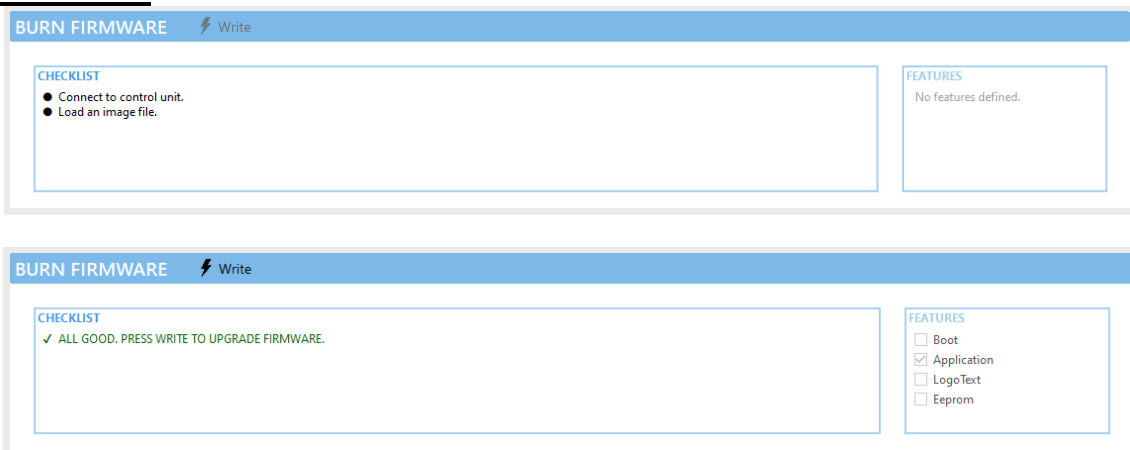 BURN FIRMWARE Write
CHECKLIST
● Connect to control unit.
● Load an image file.
FEATURES
No features defined.
BURN FIRMWARE Write
CHECKLIST
✓ ALL GOOD. PRESS WRITE TO UPGRADE FIRMWARE.
FEATURES
Boot
Application
LogoText
Eeprom